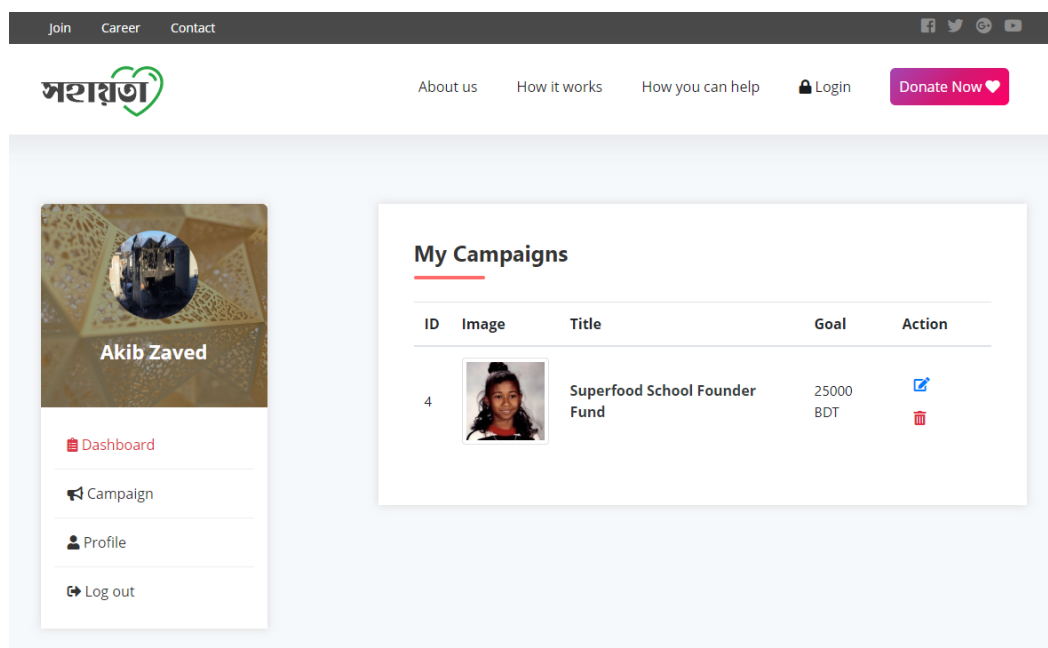 Join Career Contact
সহায়তা
About us How it works How you can help Login Donate Now
Akib Zaved
Dashboard
Campaign
Profile
Log out
My Campaigns
ID Image Title Goal Action
4 Superfood School Founder 25000
Fund BDT